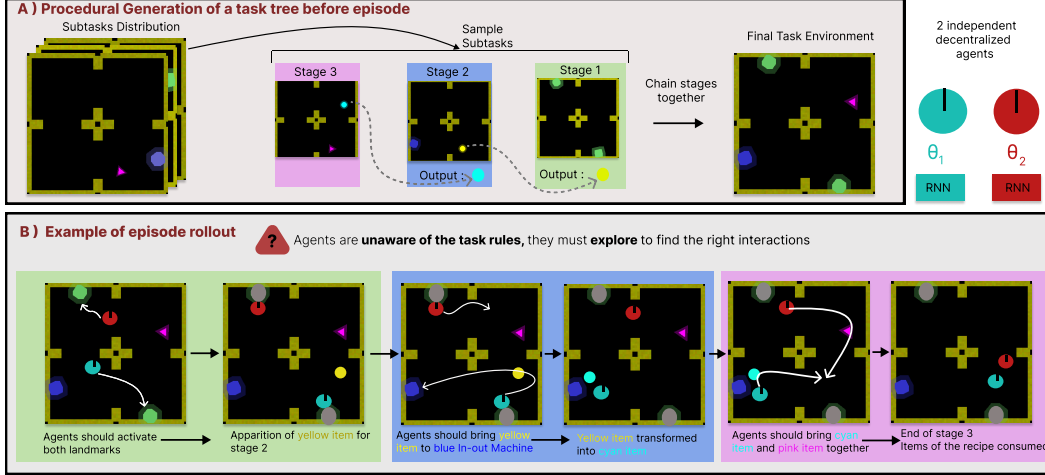 A ) Procedural Generation of a task tree before episode
Subtasks Distribution
Sample
Subtasks
Stage 3
Stage 2
Output :
Stage 1
Output :
Chain stages
together
Final Task Environment
2 independent
decentralized
agents
θ1
θ2
RNN
RNN
B )  Example of episode rollout
?
Agents are unaware of the task rules, they must explore to find the right interactions
Agents should activate
both landmarks
Apparition of yellow item for
stage 2
Agents should bring yellow
item to blue In-out Machine
Yellow item transformed
into cyan item
Agents should bring cyan
item and pink item together
End of stage 3
Items of the recipe consumed